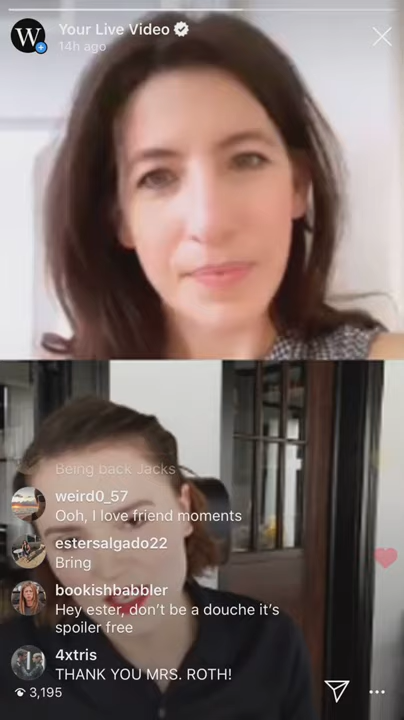 W
Your Live Video
14h ago
Being back Jacks
weird0_57
Ooh, I love friend moments
estersalgado22
Bring
bookishbabbler
Hey ester, don't be a douche it's
spoiler free
4xtris
THANK YOU MRS. ROTH!
3,195